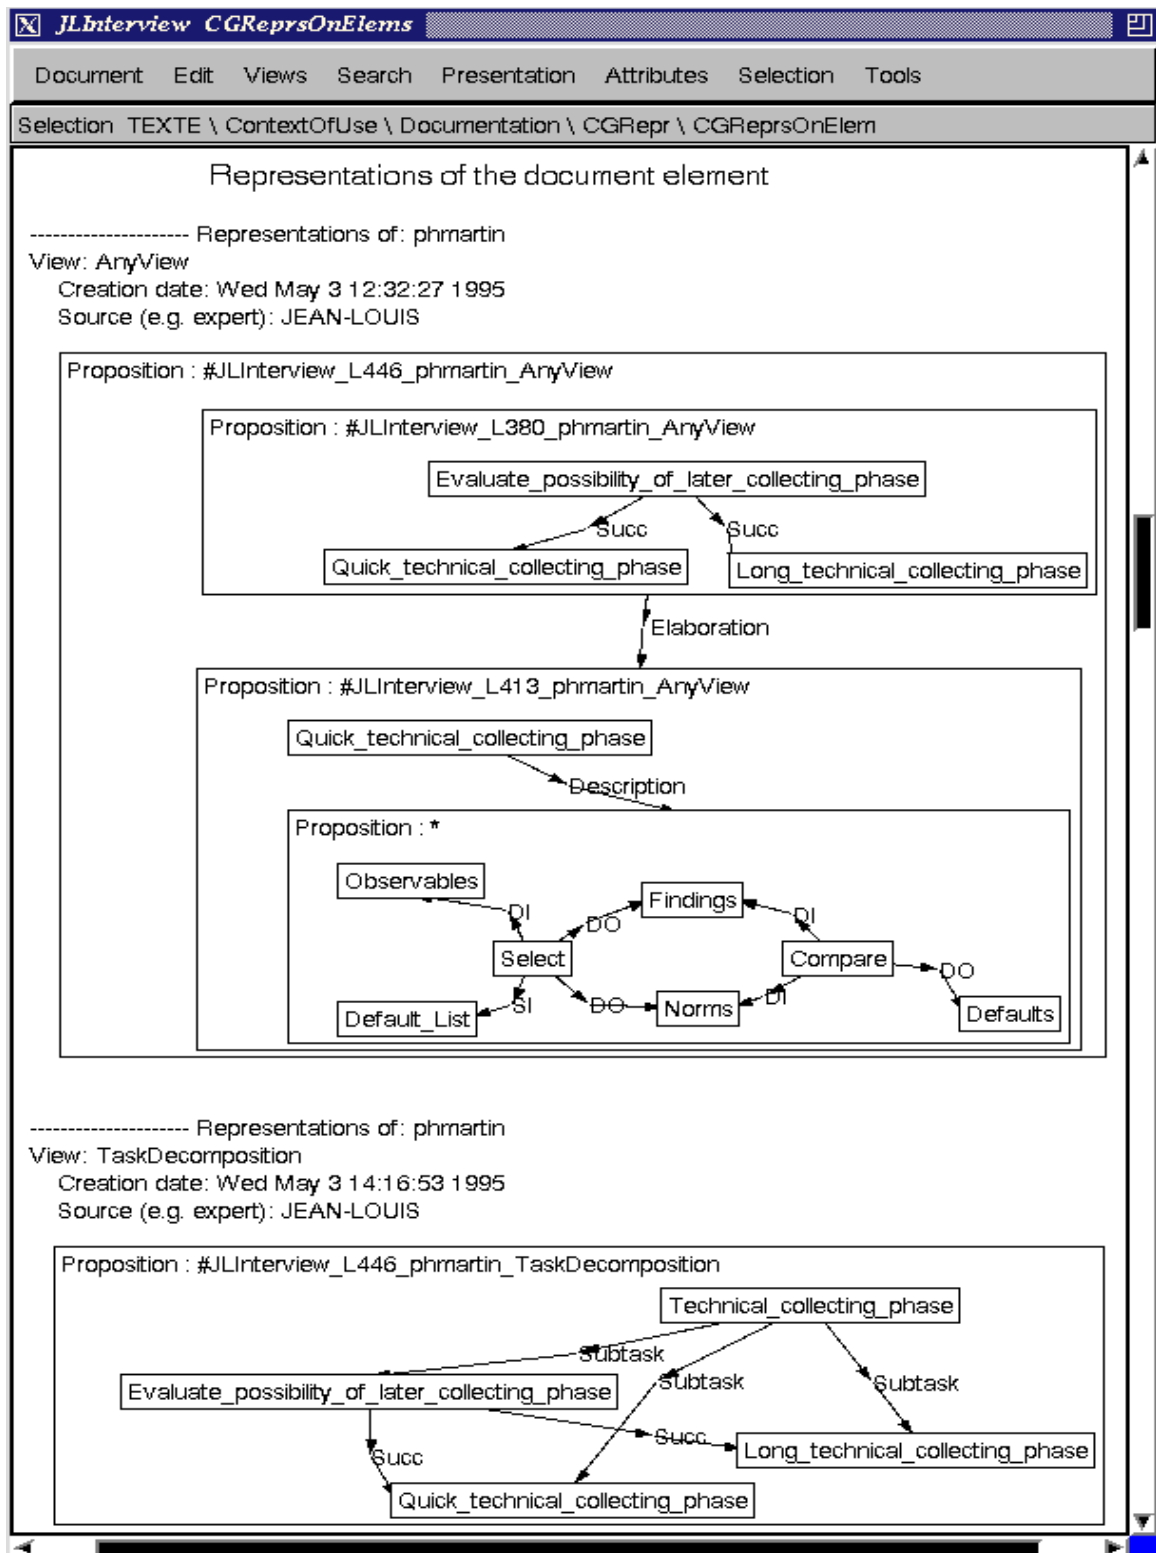 JLInterview CGReprsOnElems
Document Edit Views Search Presentation Attributes Selection Tools
Selection TEXTE \ ContextOfUse \ Documentation \ CGRepr \ CGReprsOnElem
Representations of the document element
--------------------- Representations of: phmartin
View: AnyView
Creation date: Wed May 3 12:32:27 1995
Source (e.g. expert): JEAN-LOUIS
Proposition : #JLInterview_L446_phmartin_AnyView
Proposition : #JLInterview_L380_phmartin_AnyView
Evaluate_possibility_of_later_collecting_phase
Succ Succ
Quick_technical_collecting_phase Long_technical_collecting_phase
Elaboration
Proposition : #JLInterview_L413_phmartin_AnyView
Quick_technical_collecting_phase
Description
Proposition : *
Observables
Findings
DI DO DI
Select Compare
DO
SI DO DI
Default_List Norms Defaults
--------------------- Representations of: phmartin
View: TaskDecomposition
Creation date: Wed May 3 14:16:53 1995
Source (e.g. expert): JEAN-LOUIS
Proposition : #JLInterview_L446_phmartin_TaskDecomposition
Technical_collecting_phase
Subtask
Subtask Subtask
Evaluate_possibility_of_later_collecting_phase
Succ
Long_technical_collecting_phase
Succ
Quick_technical_collecting_phase